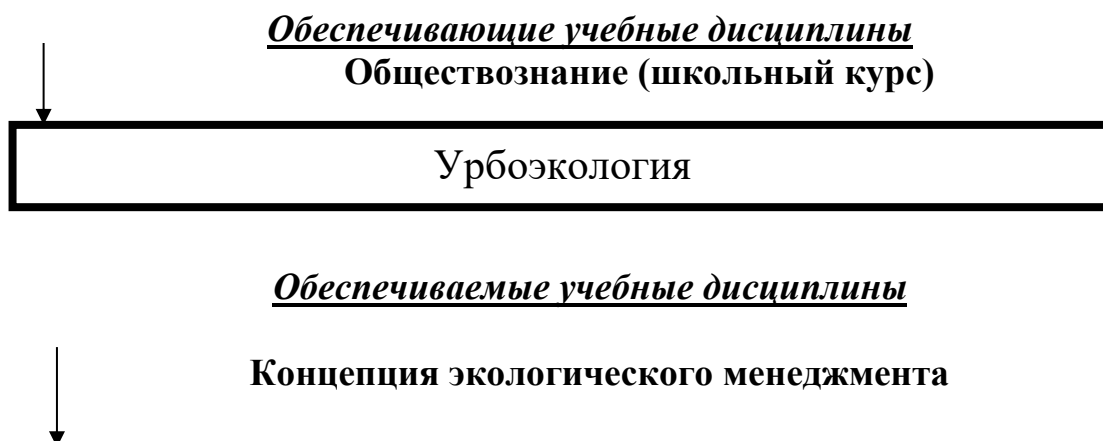 Обеспечивающие учебные дисциплины
Обществознание (школьный курс)
Урбоэкология
Обеспечиваемые учебные дисциплины
Концепция экологического менеджмента